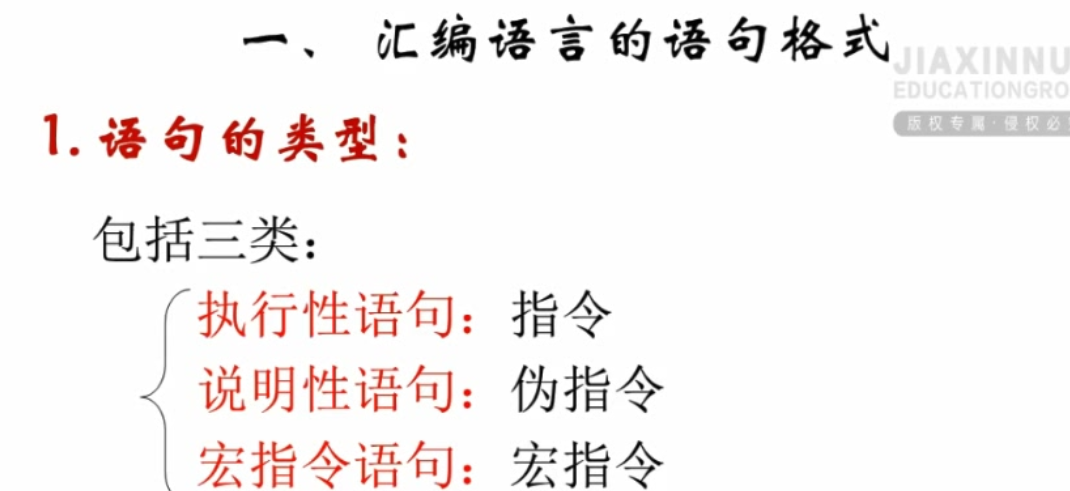 一、 汇编语言的语句格式
JIAXINNU
EDUCATIONGRO
版权专属·侵权必
1. 语句的类型：
包括三类：
执行性语句：指令
说明性语句：伪指令
宏指令语句：宏指令